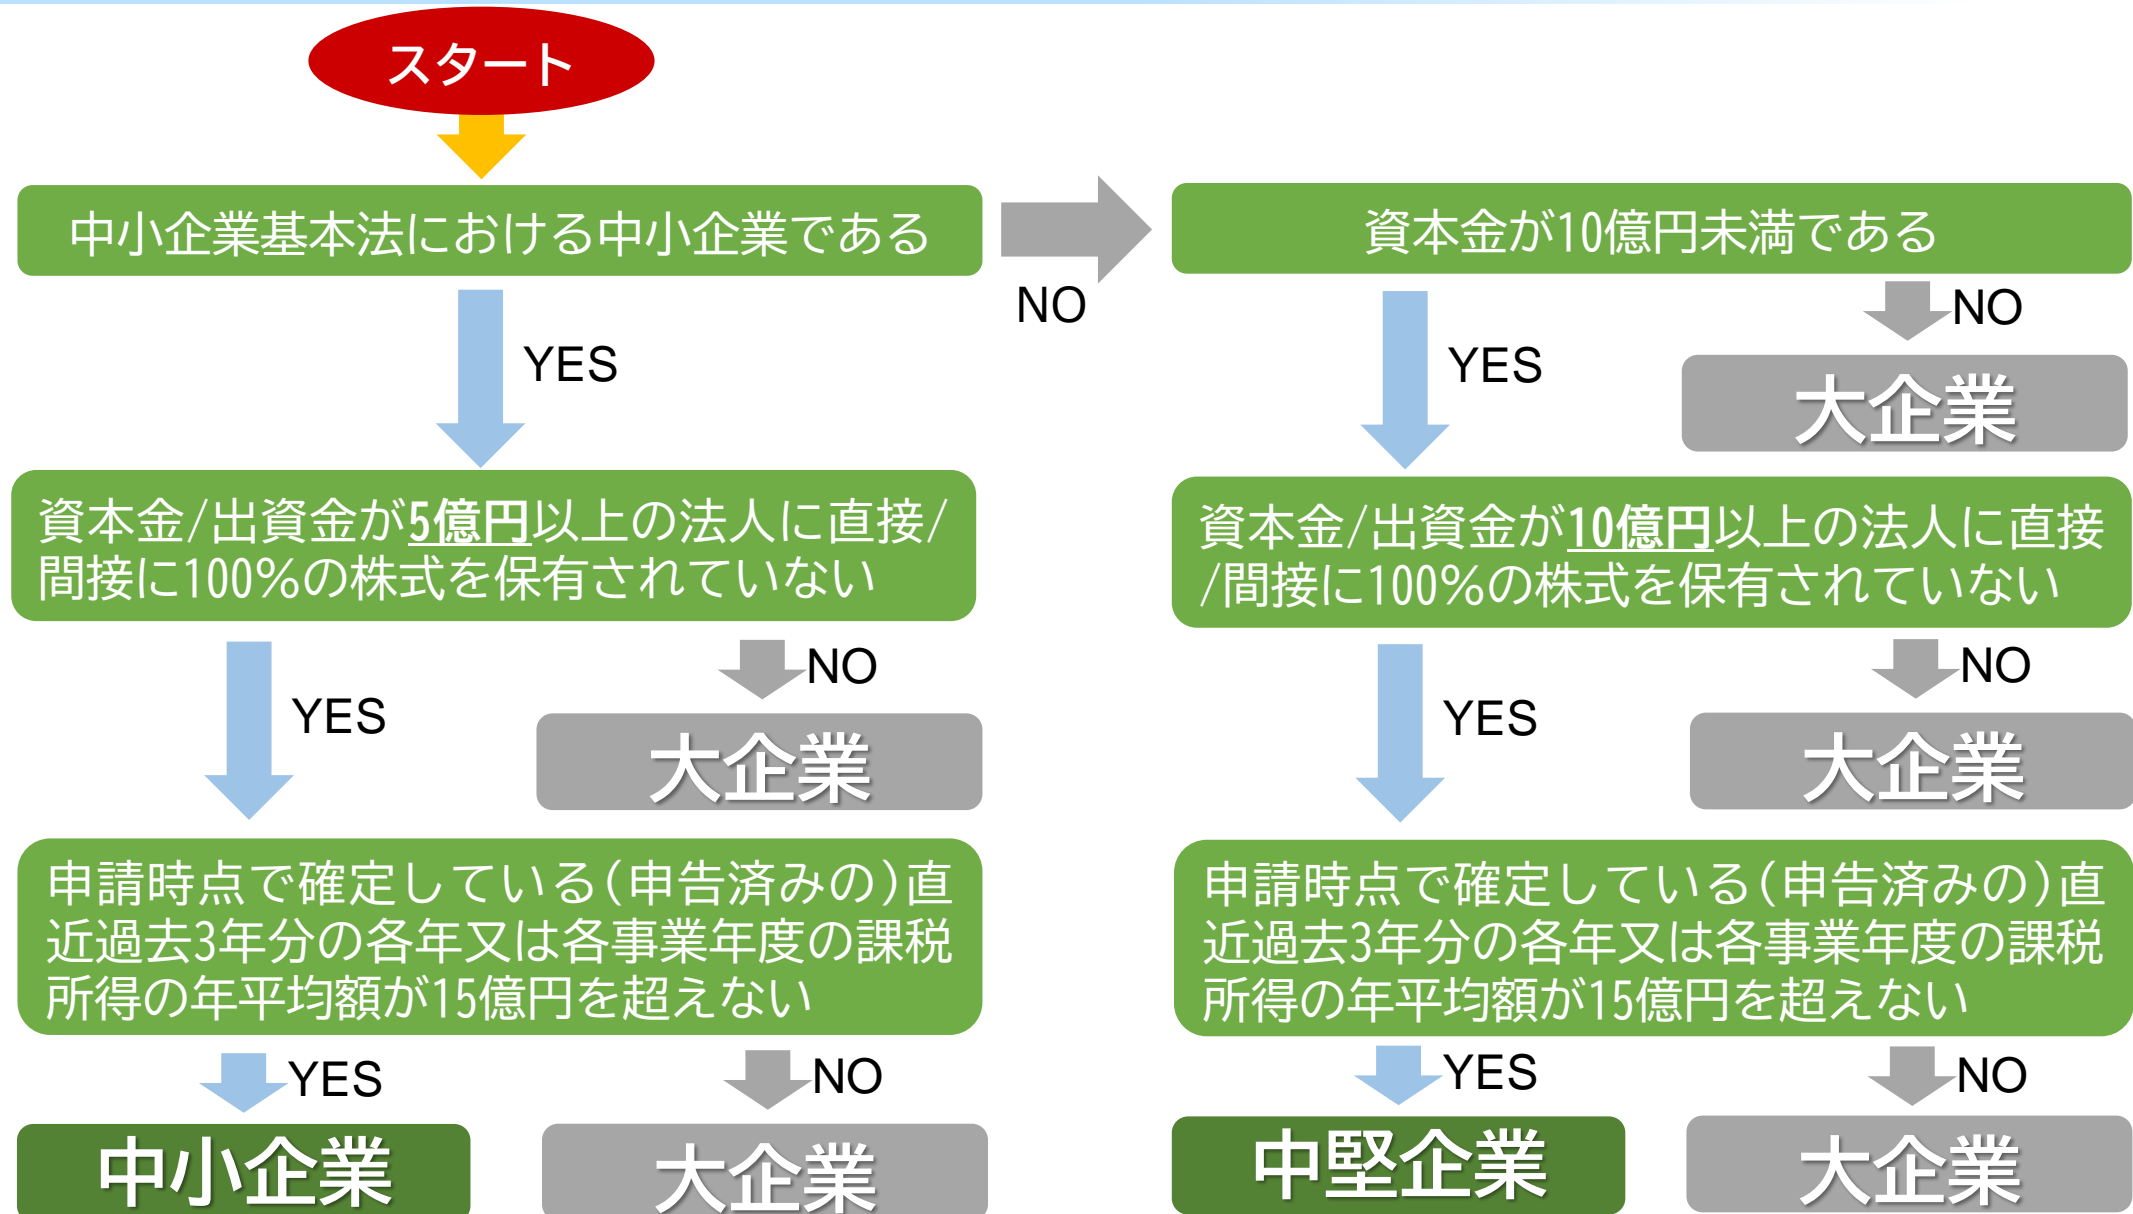 スタート
中小企業基本法における中小企業である
NO
資本金が10億円未満である
YES
YES
NO
大企業
資本金/出資金が5億円以上の法人に直接/
間接に100％の株式を保有されていない
資本金/出資金が10億円以上の法人に直接
/間接に100％の株式を保有されていない
YES
NO
大企業
YES
NO
大企業
申請時点で確定している(申告済みの)直
近過去3年分の各年又は各事業年度の課税
所得の年平均額が15億円を超えない
申請時点で確定している(申告済みの)直
近過去3年分の各年又は各事業年度の課税
所得の年平均額が15億円を超えない
YES
NO
YES
NO
中小企業
大企業
中堅企業
大企業